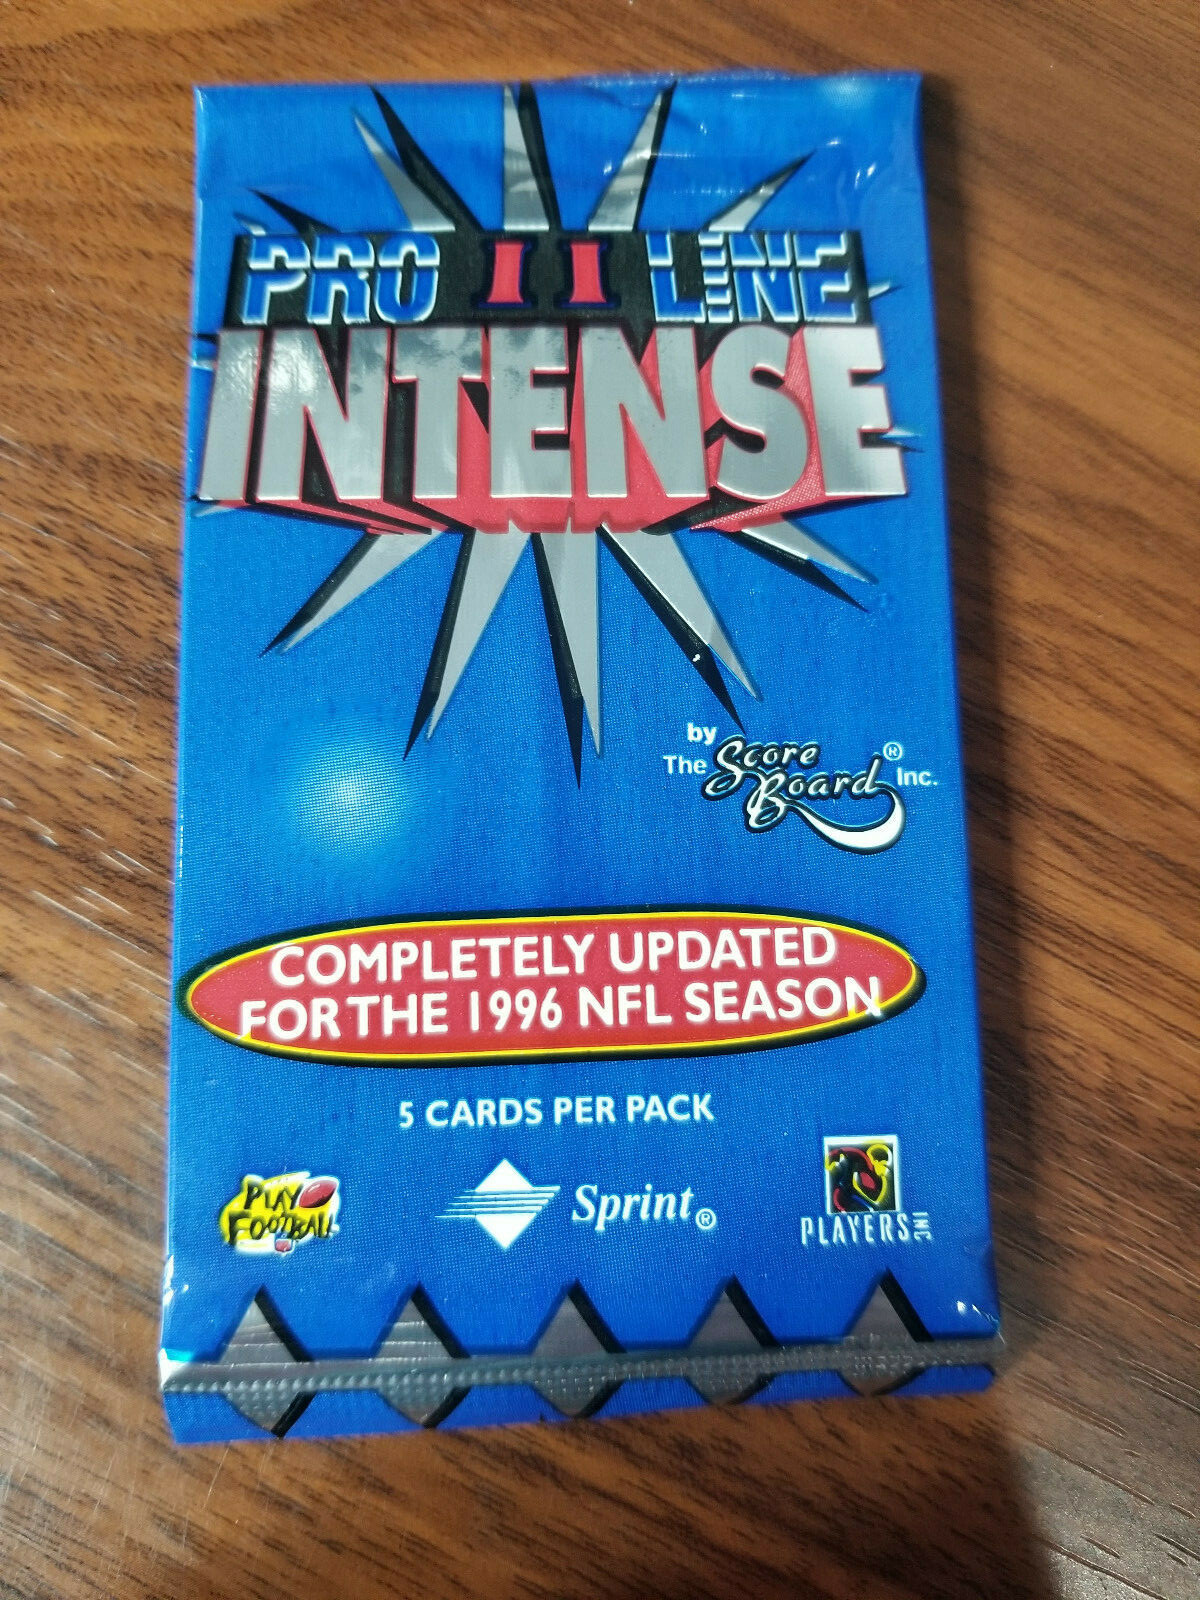 PRO II LINE
INTENSE
by
The Score Board® Inc.
COMPLETELY UPDATED
FOR THE 1996 NFL SEASON
5 CARDS PER PACK
PLAY
FOOTBALL
Sprint®
PLAYERS INC